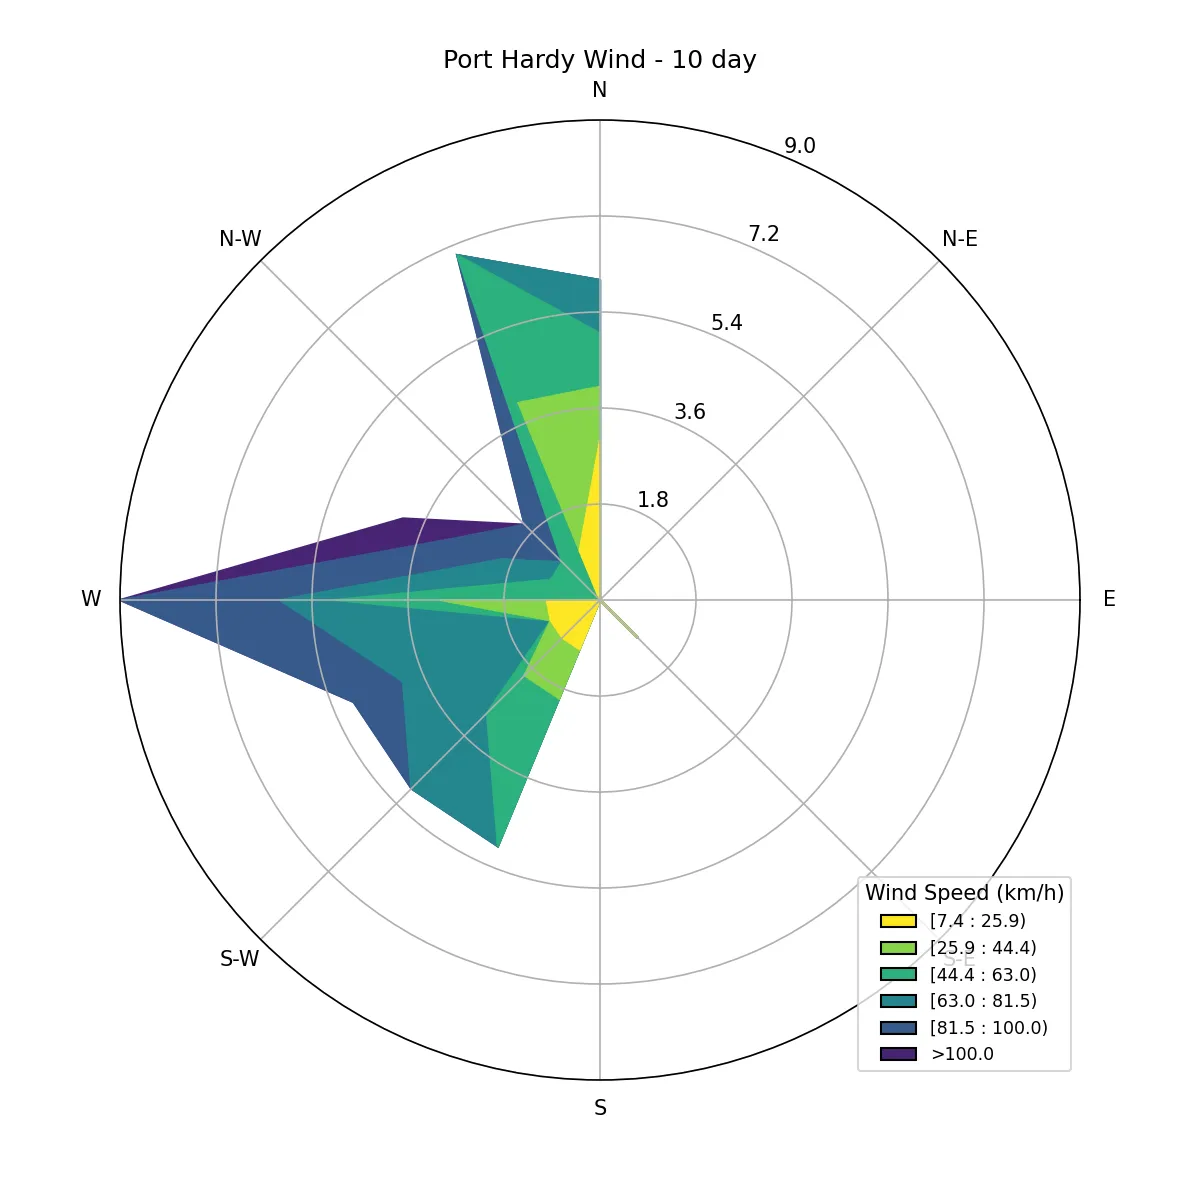 Port Hardy Wind - 10 day
N
9.0
N-W
N-E
7.2
5.4
3.6
1.8
W
E
S-W
S-E
S
Wind Speed (km/h)
[7.4 : 25.9)
[25.9 : 44.4)
[44.4 : 63.0)
[63.0 : 81.5)
[81.5 : 100.0)
>100.0